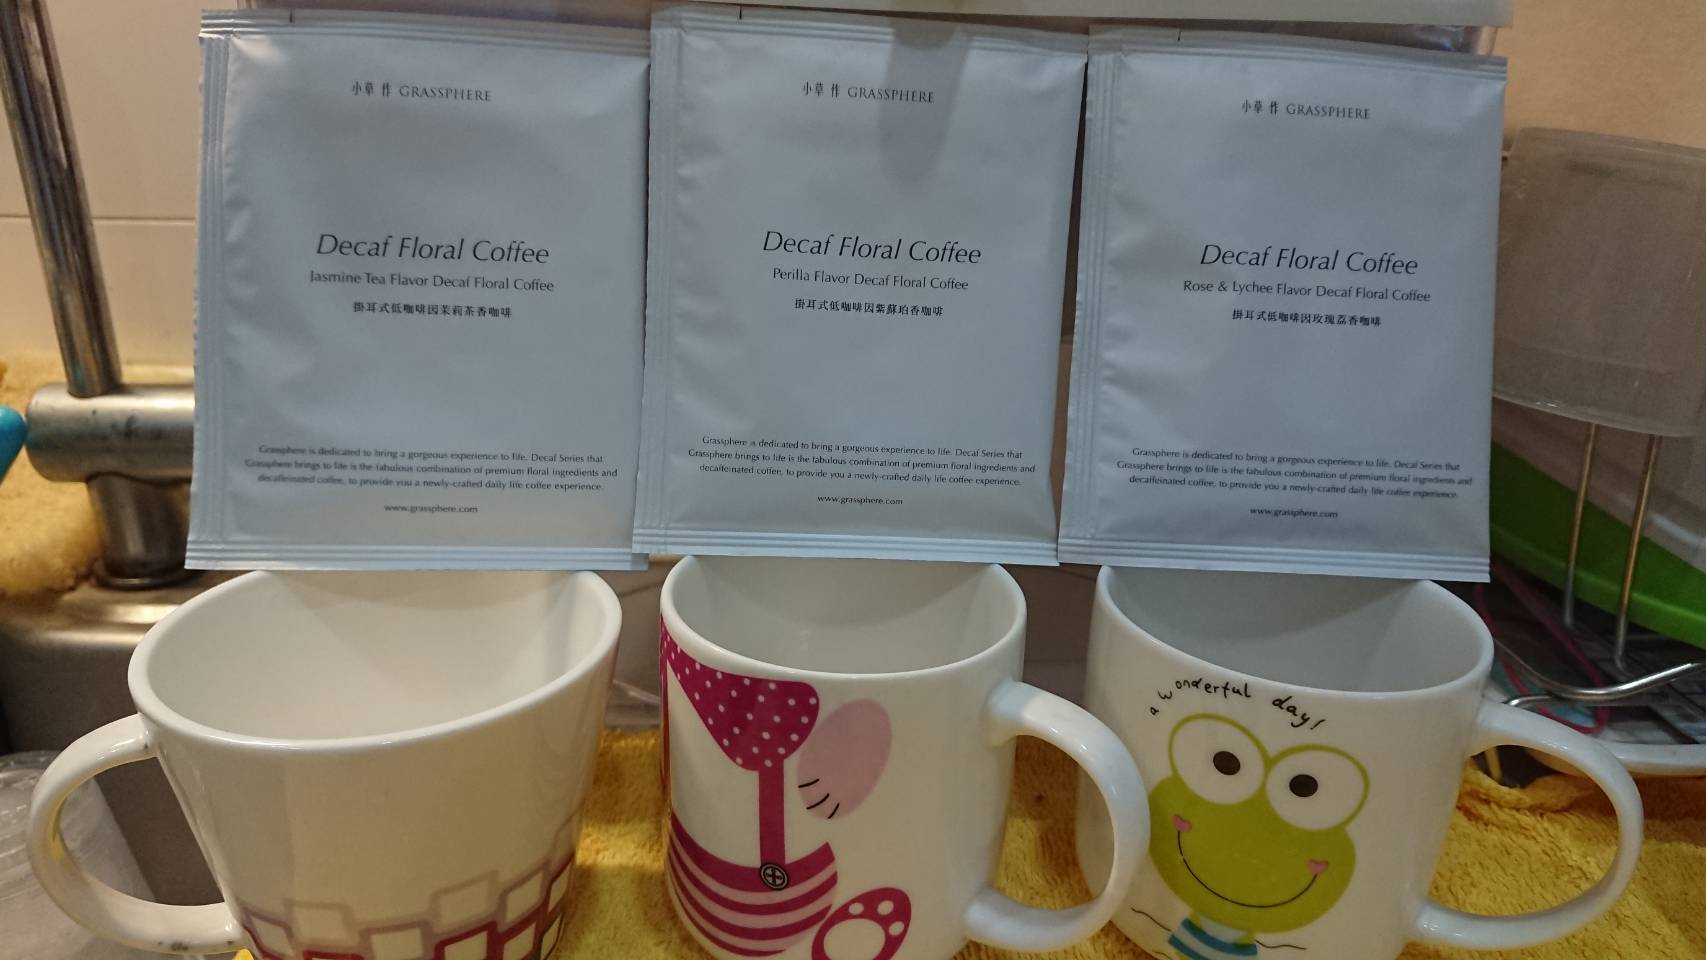 小草 作 GRASSPHERE
Decaf Floral Coffee
Jasmine Tea Flavor Decaf Floral Coffee
掛耳式低咖啡因茉莉茶香咖啡
Grassphere is dedicated to bring a gorgeous experience to life. Decaf Series that
Grassphere brings to life is the fabulous combination of premium floral ingredients and
decaffeinated coffee, to provide you a newly-crafted daily life coffee experience.
www.grassphere.com
小草 作 GRASSPHERE
Decaf Floral Coffee
Perilla Flavor Decaf Floral Coffee
掛耳式低咖啡因紫蘇珀香咖啡
Grassphere is dedicated to bring a gorgeous experience to life. Decaf Series that
Grassphere brings to life is the fabulous combination of premium floral ingredients and
decaffeinated coffee, to provide you a newly-crafted daily life coffee experience.
www.grassphere.com
小草 作 GRASSPHERE
Decaf Floral Coffee
Rose & Lychee Flavor Decaf Floral Coffee
掛耳式低咖啡因玫瑰荔香咖啡
Grassphere is dedicated to bring a gorgeous experience to life. Decaf Series that
Grassphere brings to life is the fabulous combination of premium floral ingredients and
decaffeinated coffee, to provide you a newly-crafted daily life coffee experience.
www.grassphere.com
a wonderful day!